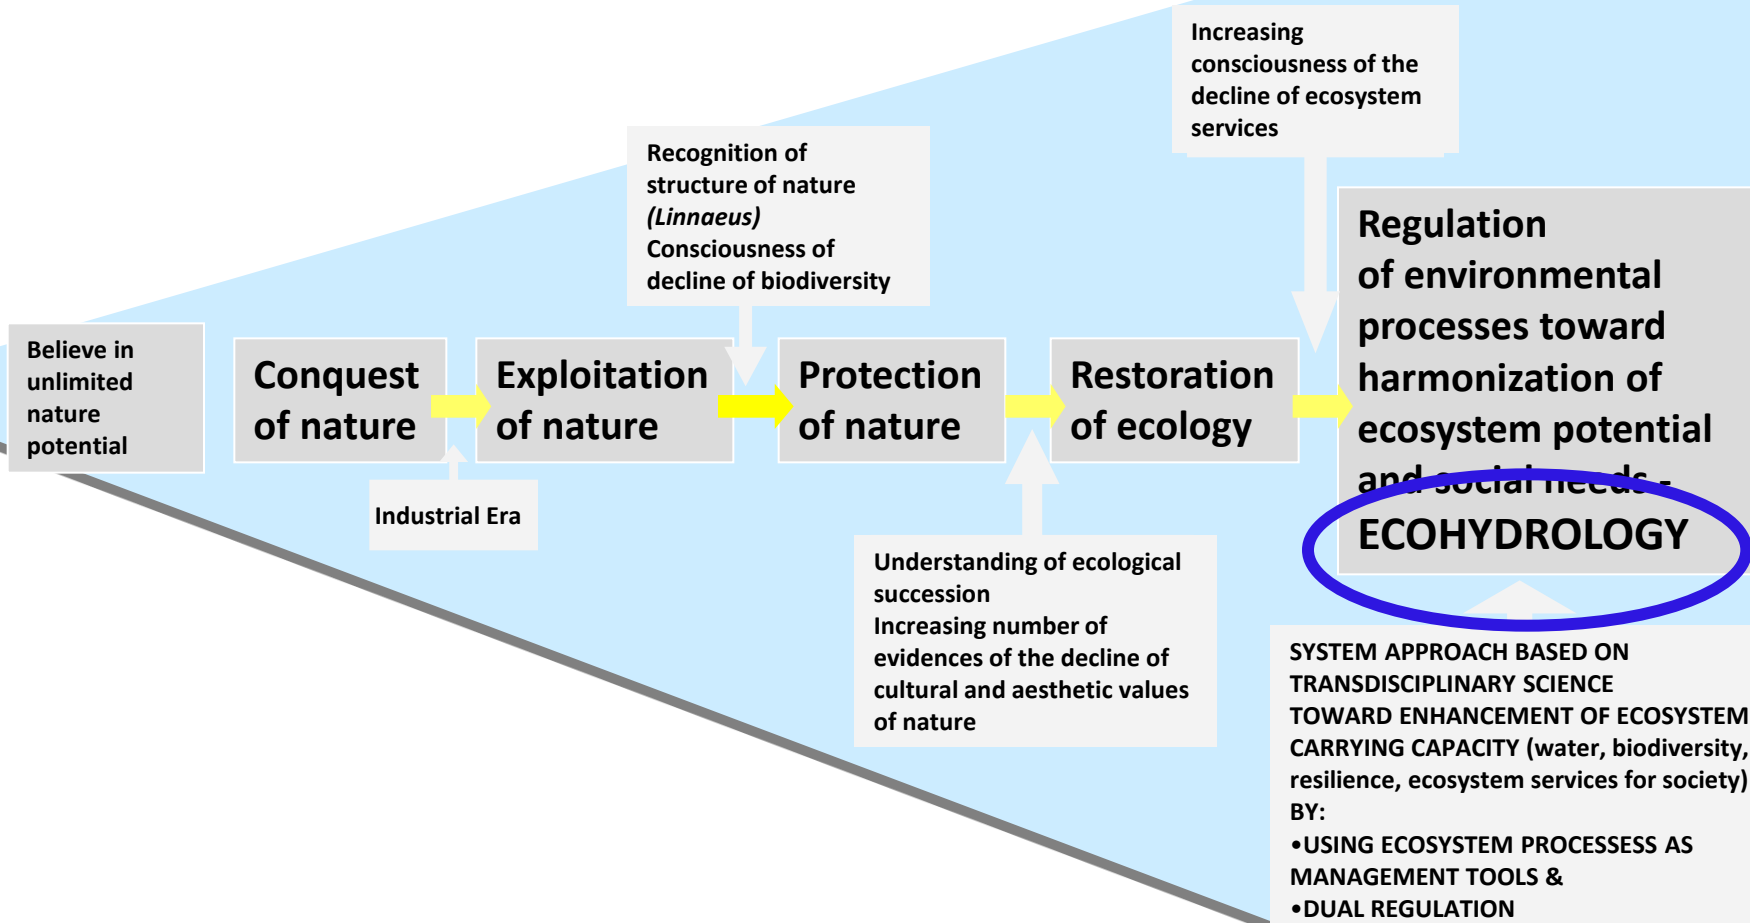 Increasing
consciousness of the
decline of ecosystem
services
Recognition of
structure of nature
(Linnaeus)
Consciousness of
decline of biodiversity
Believe in
unlimited
nature
potential
Conquest
of nature
Exploitation
of nature
Protection
of nature
Restoration
of ecology
Regulation
of environmental
processes toward
harmonization of
ecosystem potential
and social needs -
ECOHYDROLOGY
Industrial Era
Understanding of ecological
succession
Increasing number of
evidences of the decline of
cultural and aesthetic values
of nature
SYSTEM APPROACH BASED ON
TRANSDISCIPLINARY SCIENCE
TOWARD ENHANCEMENT OF ECOSYSTEM
CARRYING CAPACITY (water, biodiversity,
resilience, ecosystem services for society)
BY:
•USING ECOSYSTEM PROCESSESS AS
MANAGEMENT TOOLS &
•DUAL REGULATION